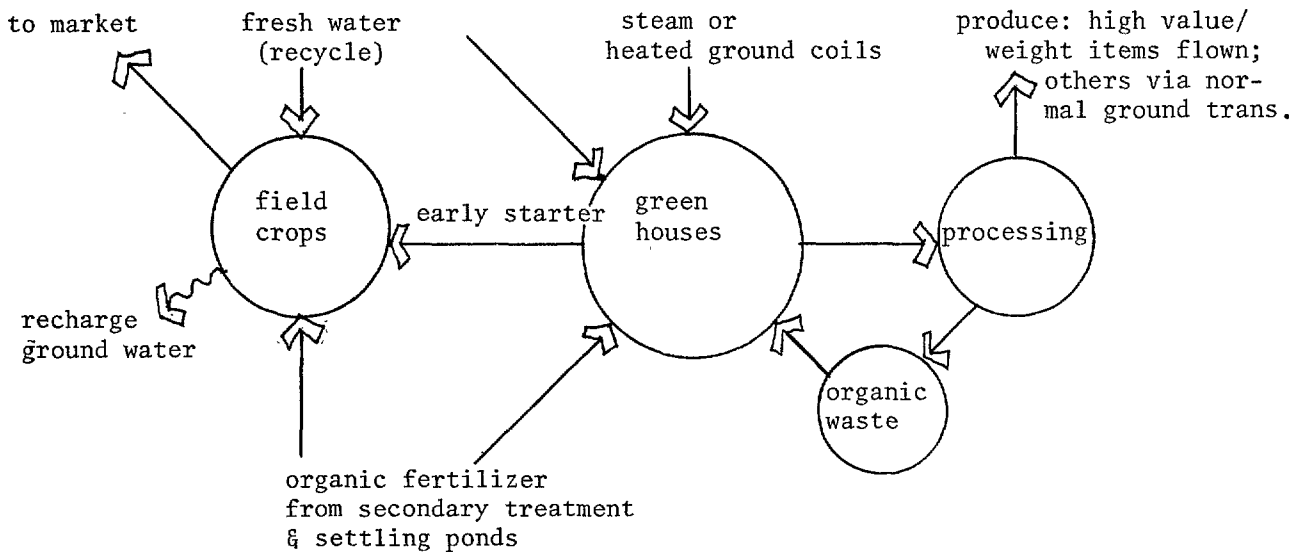 to market
fresh water
(recycle)
steam or
heated ground coils
produce: high value/
weight items flown;
others via nor-
mal ground trans.
field
crops
early starter
green
houses
processing
recharge
ground water
organic
waste
organic fertilizer
from secondary treatment
& settling ponds